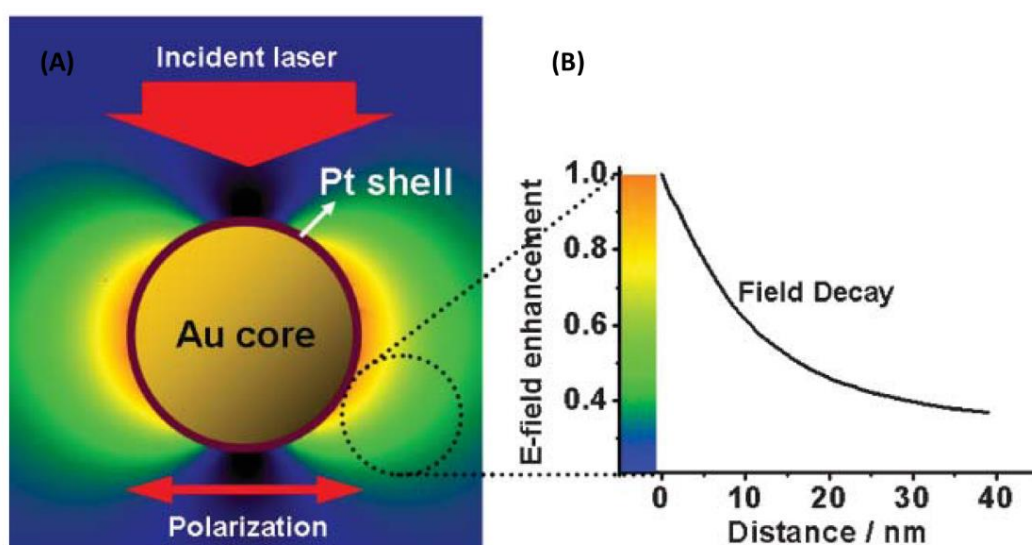 (A)
Incident laser
Pt shell
Au core
Polarization
(B)
E-field enhancement
1.0
0.8
0.6
0.4
Field Decay
0 10 20 30 40
Distance / nm